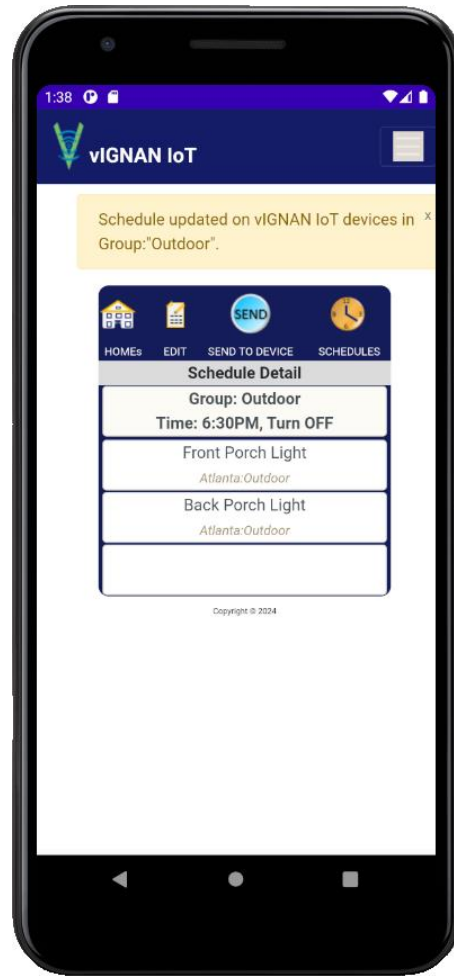 1:38
vIGNAN IoT
Schedule updated on vIGNAN IoT devices in
Group:"Outdoor".
x
SEND
HOMEs EDIT SEND TO DEVICE SCHEDULES
Schedule Detail
Group: Outdoor
Time: 6:30PM, Turn OFF
Front Porch Light
Atlanta:Outdoor
Back Porch Light
Atlanta:Outdoor
Copyright © 2024